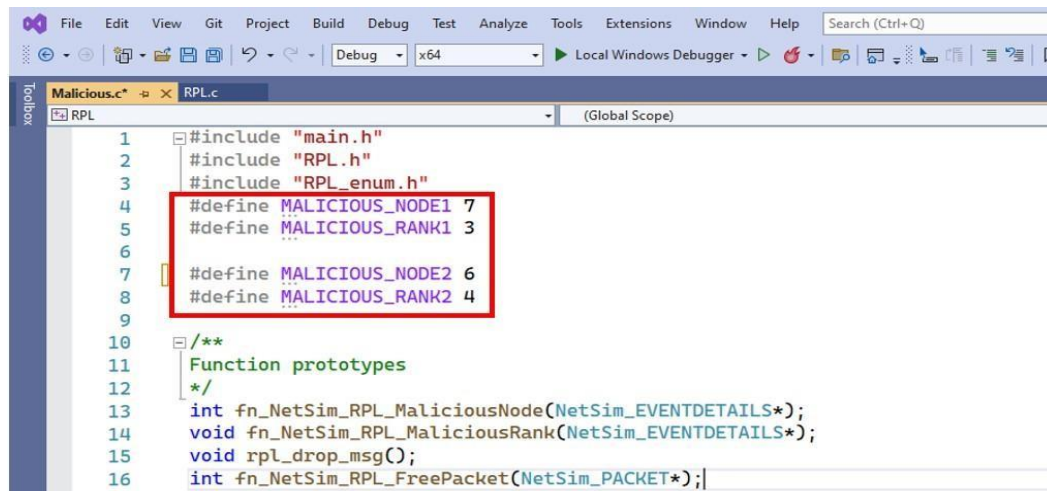 File Edit View Git Project Build Debug Test Analyze Tools Extensions Window Help Search (Ctrl+Q)
Debug x64 Local Windows Debugger
Toolbox
Malicious.c* RPL.c
RPL (Global Scope)
1 #include "main.h"
2 #include "RPL.h"
3 #include "RPL_enum.h"
4 #define MALICIOUS_NODE1 7
5 #define MALICIOUS_RANK1 3
6
7 #define MALICIOUS_NODE2 6
8 #define MALICIOUS_RANK2 4
9
10 /**
11 Function prototypes
12 */
13 int fn_NetSim_RPL_MaliciousNode(NetSim_EVENTDETAILS*);
14 void fn_NetSim_RPL_MaliciousRank(NetSim_EVENTDETAILS*);
15 void rpl_drop_msg();
16 int fn_NetSim_RPL_FreePacket(NetSim_PACKET*);